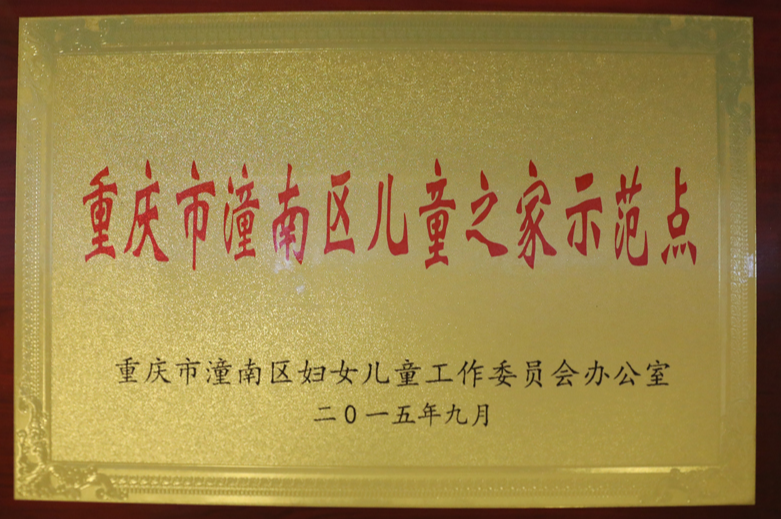 重庆市潼南区儿童之家示范点
重庆市潼南区妇女儿童工作委员会办公室
二0一五年九月